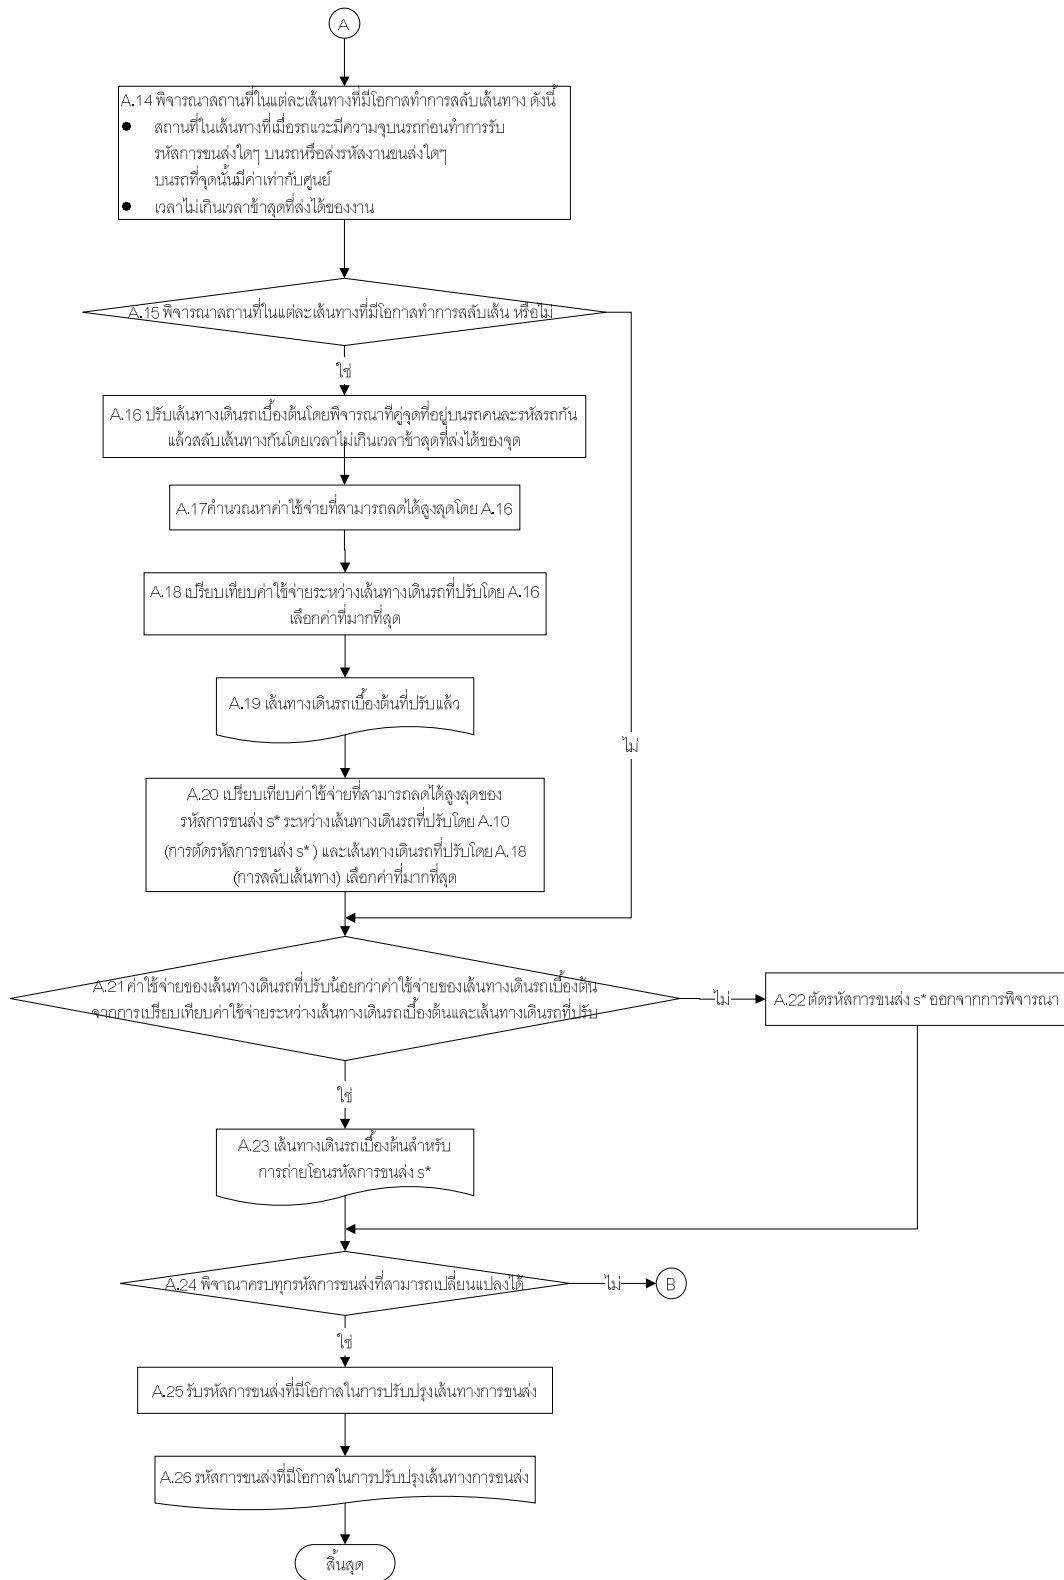 A
A.14 พิจารณาสถานที่ในแต่ละเส้นทางที่มีโอกาสทำการสลับเส้นทาง ดังนี้
● สถานที่ในเส้นทางที่เมื่อรถแวะมีความจุบนรถก่อนทำการรับ
รหัสการขนส่งใดๆ บนรถหรือส่งรหัสงานขนส่งใดๆ
บนรถที่จุดนั้นมีค่าเท่ากับศูนย์
● เวลาไม่เกินเวลาช้าสุดที่ส่งได้ของงาน
A.15 พิจารณาสถานที่ในแต่ละเส้นทางที่มีโอกาสทำการสลับเส้น หรือไม่
ใช่
A.16 ปรับเส้นทางเดินรถเบื้องต้นโดยพิจารณาทีคู่จุดที่อยู่บนรถคนละรหัสรถกัน
แล้วสลับเส้นทางกันโดยเวลาไม่เกินเวลาช้าสุดที่ส่งได้ของจุด
A.17คำนวณหาค่าใช้จ่ายที่สามารถลดได้สูงสุดโดย A.16
A.18 เปรียบเทียบค่าใช้จ่ายระหว่างเส้นทางเดินรถที่ปรับโดย A.16
เลือกค่าที่มากที่สุด
A.19 เส้นทางเดินรถเบื้องต้นที่ปรับแล้ว
ไม่
A.20 เปรียบเทียบค่าใช้จ่ายที่สามารถลดได้สูงสุดของ
รหัสการขนส่ง s* ระหว่างเส้นทางเดินรถที่ปรับโดย A.10
(การตัดรหัสการขนส่ง s* ) และเส้นทางเดินรถที่ปรับโดย A.18
(การสลับเส้นทาง) เลือกค่าที่มากที่สุด
A.21 ค่าใช้จ่ายของเส้นทางเดินรถที่ปรับน้อยกว่าค่าใช้จ่ายของเส้นทางเดินรถเบื้องต้น
จากการเปรียบเทียบค่าใช้จ่ายระหว่างเส้นทางเดินรถเบื้องต้นและเส้นทางเดินรถที่ปรับ
ไม่
A.22 ตัดรหัสการขนส่ง s* ออกจากการพิจารณา
ใช่
A.23 เส้นทางเดินรถเบื้องต้นสำหรับ
การถ่ายโอนรหัสการขนส่ง s*
A.24 พิจาณาครบทุกรหัสการขนส่งที่สามารถเปลี่ยนแปลงได้
ไม่
B
ใช่
A.25 รับรหัสการขนส่งที่มีโอกาสในการปรับปรุงเส้นทางการขนส่ง
A.26 รหัสการขนส่งที่มีโอกาสในการปรับปรุงเส้นทางการขนส่ง
สิ้นสุด